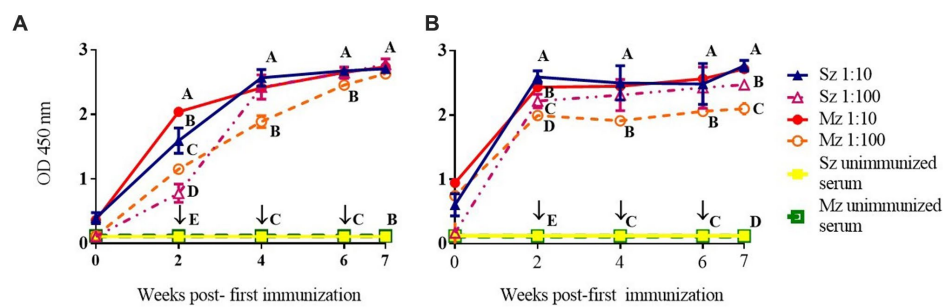 A
B
OD 450 nm
3
2
1
0
A
B
C
D
E
A
B
C
A
B
C
A
B
0 2 4 6 7
Weeks post- first immunization
3
2
1
0
A
B
C
D
E
A
B
C
A
B
C
A
B
C
D
0 2 4 6 7
Weeks post-first immunization
Sz 1:10
Sz 1:100
Mz 1:10
Mz 1:100
Sz unimmunized
serum
Mz unimmunized
serum